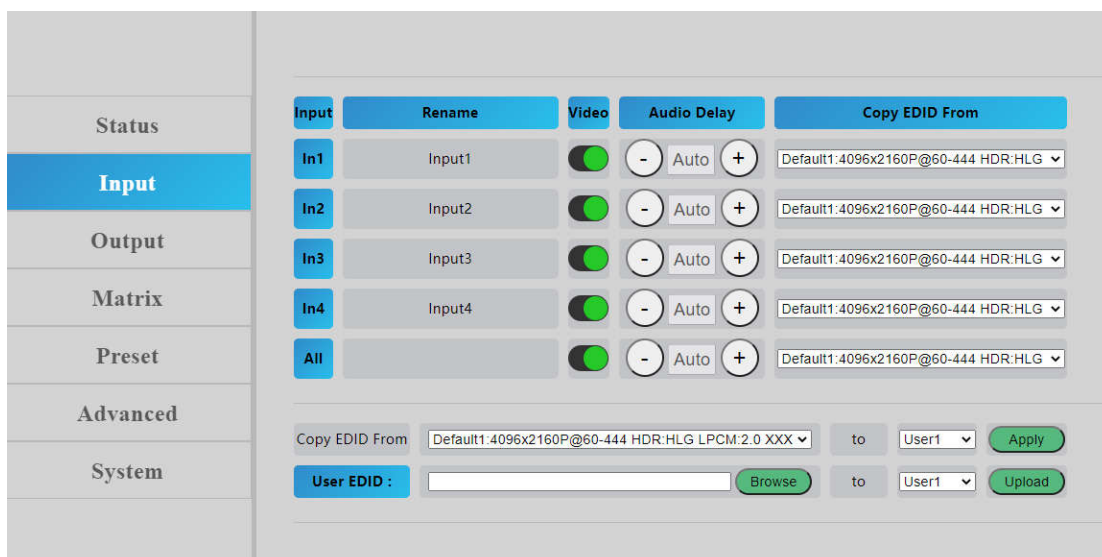 Status
Input
Output
Matrix
Preset
Advanced
System
Input Rename Video Audio Delay Copy EDID From
In1 Input1 - Auto + Default1:4096x2160P@60-444 HDR:HLG
In2 Input2 - Auto + Default1:4096x2160P@60-444 HDR:HLG
In3 Input3 - Auto + Default1:4096x2160P@60-444 HDR:HLG
In4 Input4 - Auto + Default1:4096x2160P@60-444 HDR:HLG
All - Auto + Default1:4096x2160P@60-444 HDR:HLG
Copy EDID From Default1:4096x2160P@60-444 HDR:HLG LPCM:2.0 XXX to User1 Apply
User EDID : Browse to User1 Upload